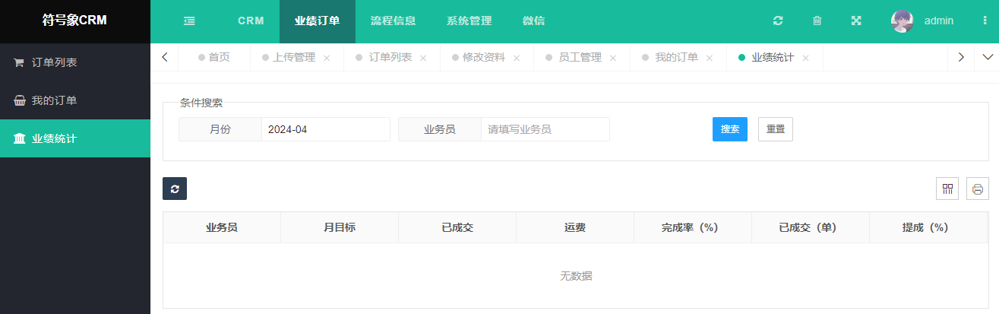 符号象CRM CRM 业绩订单 流程信息 系统管理 微信 admin
首页 上传管理 订单列表 修改资料 员工管理 我的订单 业绩统计
订单列表
我的订单
业绩统计
条件搜索
月份 2024-04 业务员 请填写业务员 搜索 重置
业务员 月目标 已成交 运费 完成率（%） 已成交（单） 提成（%）
无数据